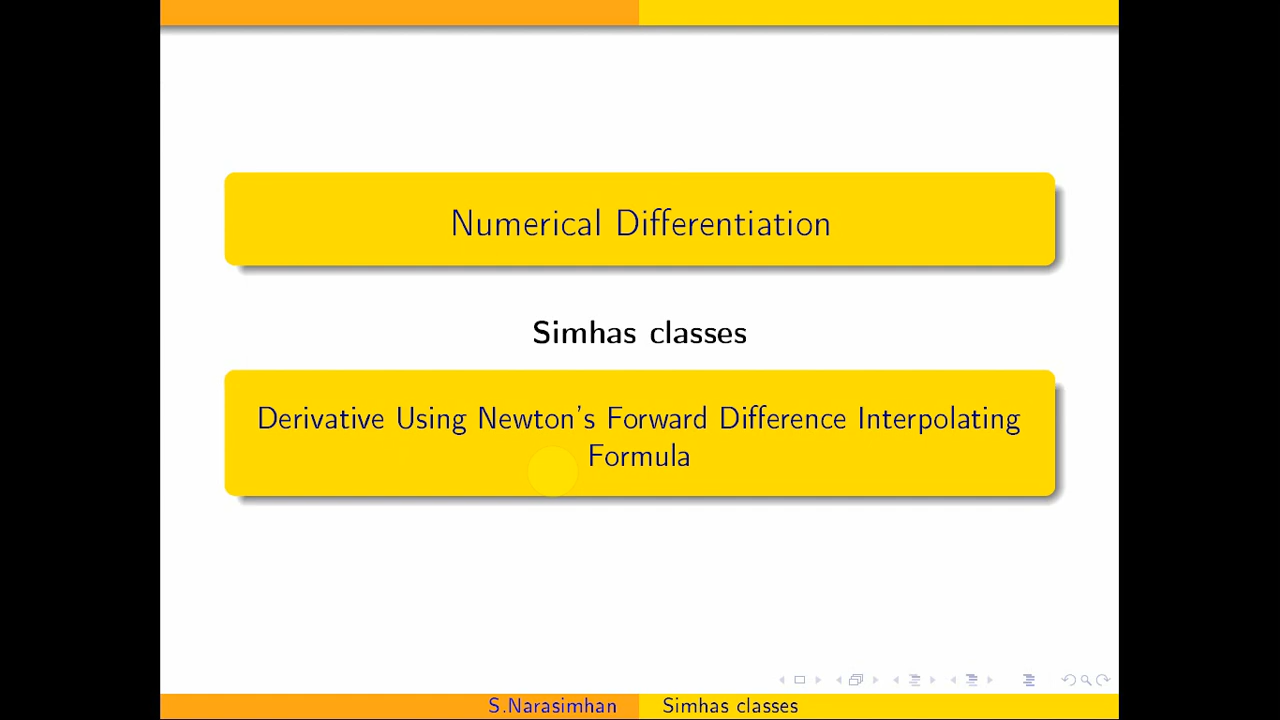 Numerical Differentiation
Simhas classes
Derivative Using Newton's Forward Difference Interpolating
Formula
S.Narasimhan
Simhas classes